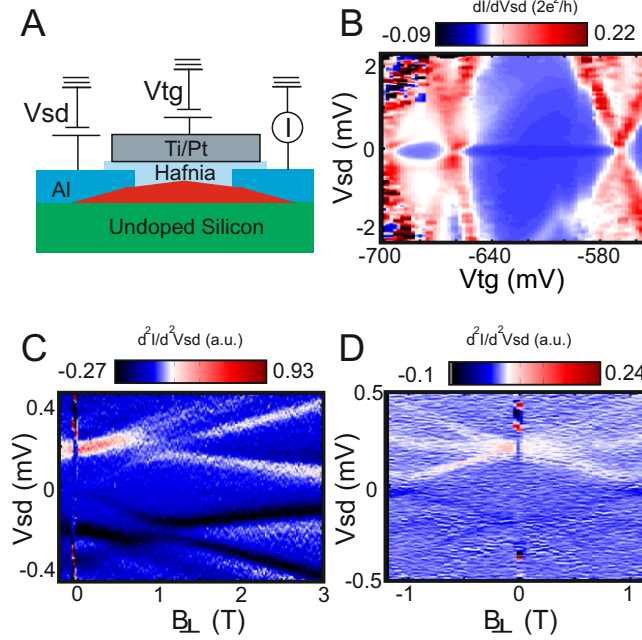 A
Vsd
Vtg
I
Ti/Pt
Hafnia
Al
Undoped Silicon
B
dI/dVsd (2e²/h)
-0.09
0.22
Vsd (mV)
2
0
-2
-700
-640
-580
Vtg (mV)
C
d²I/d²Vsd (a.u.)
-0.27
0.93
Vsd (mV)
0.4
0
-0.4
0
1
2
3
B⊥ (T)
D
d²I/d²Vsd (a.u.)
-0.1
0.24
Vsd (mV)
0.5
0
-0.5
-1
0
1
B⊥ (T)